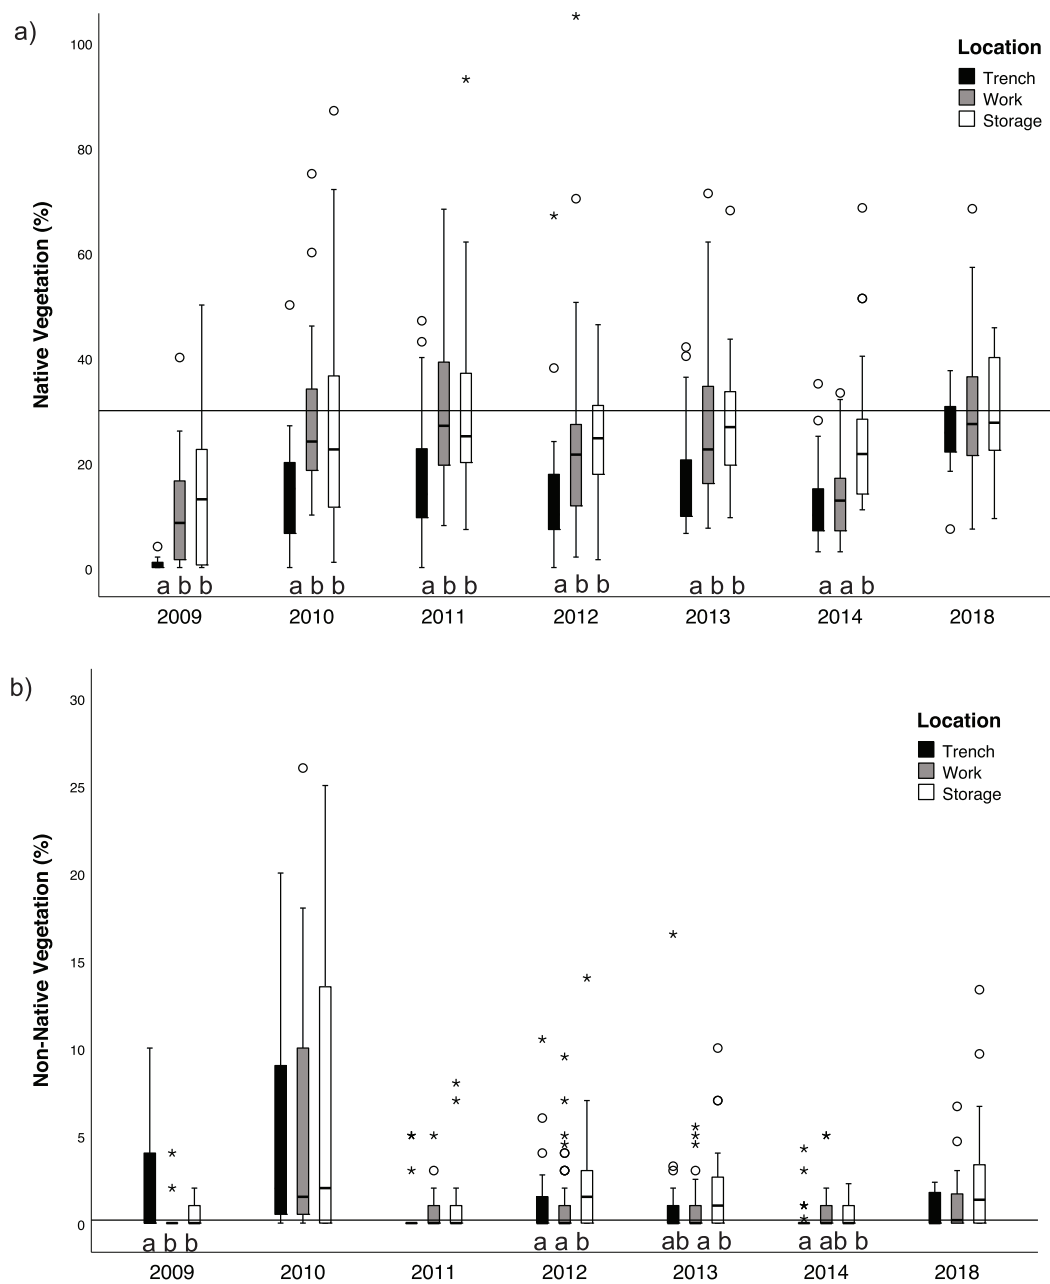 a)
Location
Trench
Work
Storage
Native Vegetation (%)
100
80
60
40
20
0
a b b a b b a b b a b b a b b a a b
2009 2010 2011 2012 2013 2014 2018
b)
Location
Trench
Work
Storage
Non-Native Vegetation (%)
30
25
20
15
10
5
0
a b b a a b ab a b a ab b
2009 2010 2011 2012 2013 2014 2018